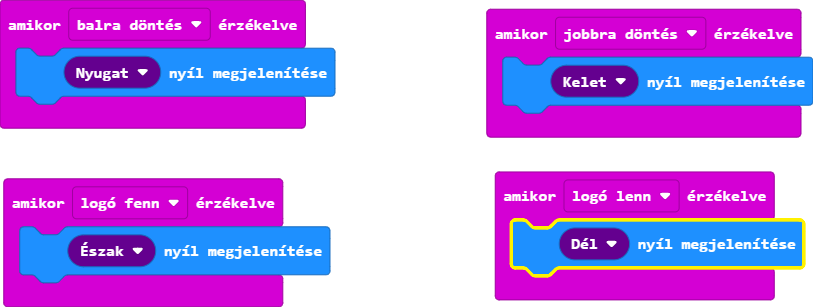 amikor balra döntés érzékelve
Nyugat nyíl megjelenítése
amikor jobbra döntés érzékelve
Kelet nyíl megjelenítése
amikor logó fenn érzékelve
Észak nyíl megjelenítése
amikor logó lenn érzékelve
Dél nyíl megjelenítése